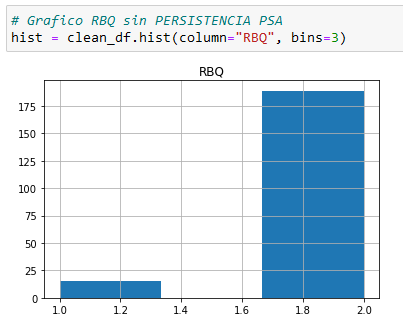 # Grafico RBQ sin PERSISTENCIA PSA
hist = clean_df.hist(column="RBQ", bins=3)
RBQ
175
150
125
100
75
50
25
0
1.0 1.2 1.4 1.6 1.8 2.0